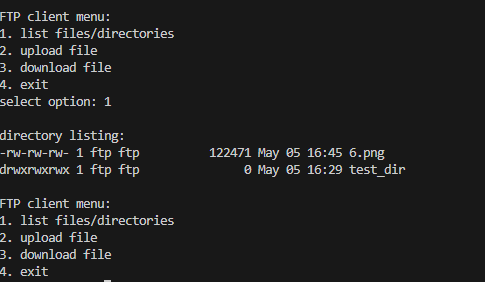 FTP client menu:
1. list files/directories
2. upload file
3. download file
4. exit
select option: 1
directory listing:
-rw-rw-rw- 1 ftp ftp          122471 May 05 16:45 6.png
drwxrwxrwx 1 ftp ftp               0 May 05 16:29 test_dir
FTP client menu:
1. list files/directories
2. upload file
3. download file
4. exit